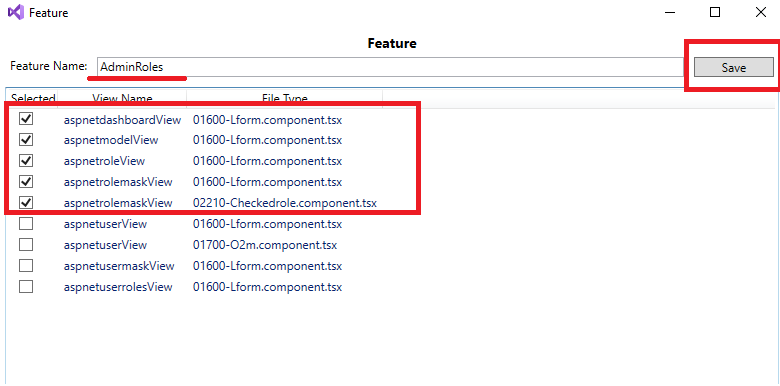 Feature
Feature
Feature Name: AdminRoles Save
Selected View Name File Type
aspnetdashboardView 01600-Lform.component.tsx
aspnetmodelView 01600-Lform.component.tsx
aspnetroleView 01600-Lform.component.tsx
aspnetrolemaskView 01600-Lform.component.tsx
aspnetrolemaskView 02210-Checkedrole.component.tsx
aspnetuserView 01600-Lform.component.tsx
aspnetuserView 01700-O2m.component.tsx
aspnetusermaskView 01600-Lform.component.tsx
aspnetuserrolesView 01600-Lform.component.tsx